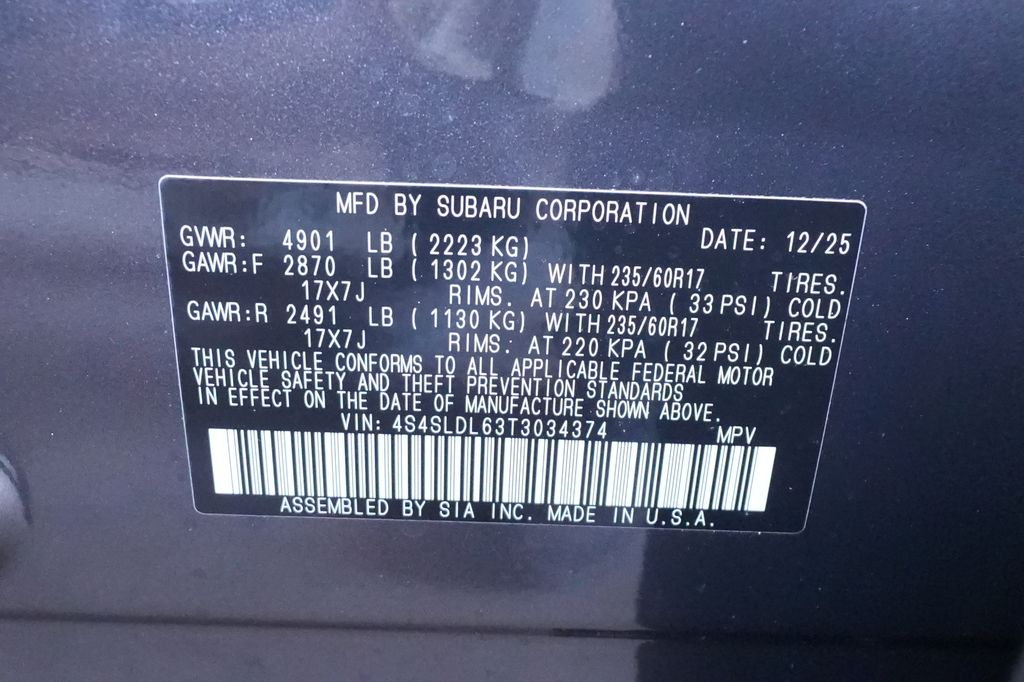 MFD BY SUBARU CORPORATION
GVWR: 4901 LB ( 2223 KG) DATE: 12/25
GAWR:F 2870 LB ( 1302 KG) WITH 235/60R17 TIRES.
17X7J RIMS. AT 230 KPA ( 33 PSI) COLD
GAWR:R 2491 LB ( 1130 KG) WITH 235/60R17 TIRES.
17X7J RIMS. AT 220 KPA ( 32 PSI) COLD
THIS VEHICLE CONFORMS TO ALL APPLICABLE FEDERAL MOTOR
VEHICLE SAFETY AND THEFT PREVENTION STANDARDS
IN EFFECT ON THE DATE OF MANUFACTURE SHOWN ABOVE.
VIN: 4S4SLDL63T3034374 MPV
ASSEMBLED BY SIA INC. MADE IN U.S.A.